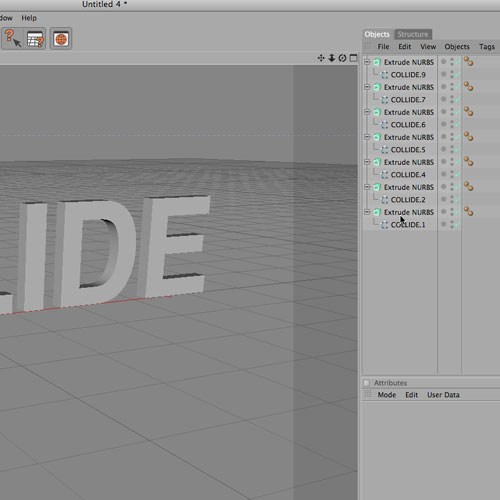 Untitled 4 *
dow Help
Objects Structure
File Edit View Objects Tags
Extrude NURBS
COLLIDE.9
Extrude NURBS
COLLIDE.7
Extrude NURBS
COLLIDE.6
Extrude NURBS
COLLIDE.5
Extrude NURBS
COLLIDE.4
Extrude NURBS
COLLIDE.2
Extrude NURBS
COLLIDE.1
LIDE
Attributes
Mode Edit User Data